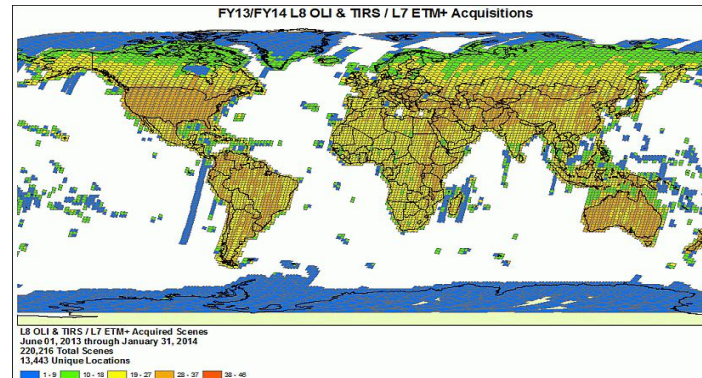 FY13/FY14 L8 OLI & TIRS / L7 ETM+ Acquisitions
L8 OLI & TIRS / L7 ETM+ Acquired Scenes
June 01, 2013 through January 31, 2014
220,216 Total Scenes
13,443 Unique Locations
1 - 9 10 - 18 19 - 27 28 - 37 38 - 46